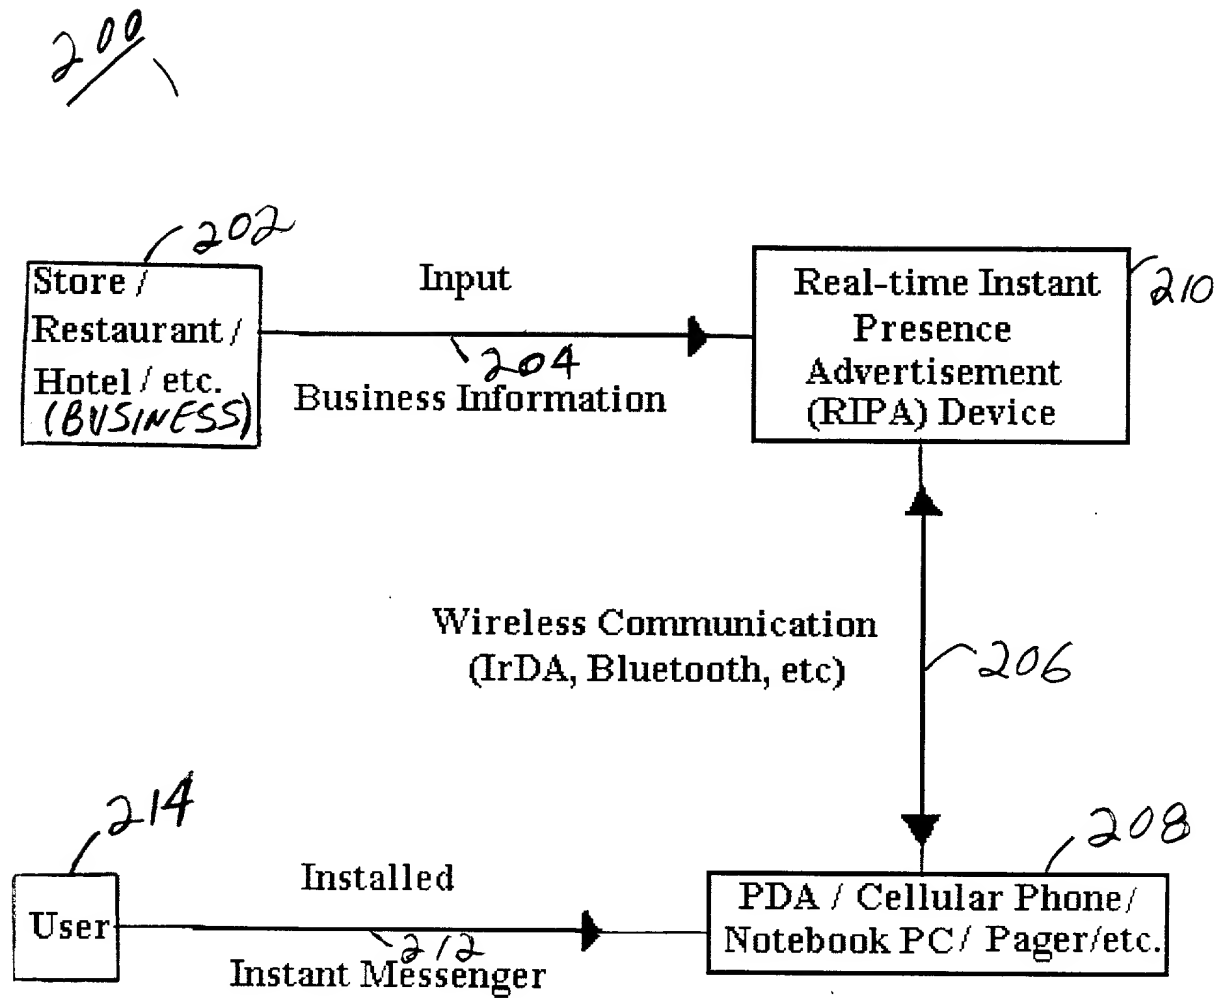 200
202
Store /
Restaurant /
Hotel / etc.
(BUSINESS)
Input
204
Business Information
Real-time Instant
Presence
Advertisement
(RIPA) Device
210
Wireless Communication
(IrDA, Bluetooth, etc)
206
214
User
Installed
212
Instant Messenger
208
PDA / Cellular Phone/
Notebook PC/ Pager/etc.